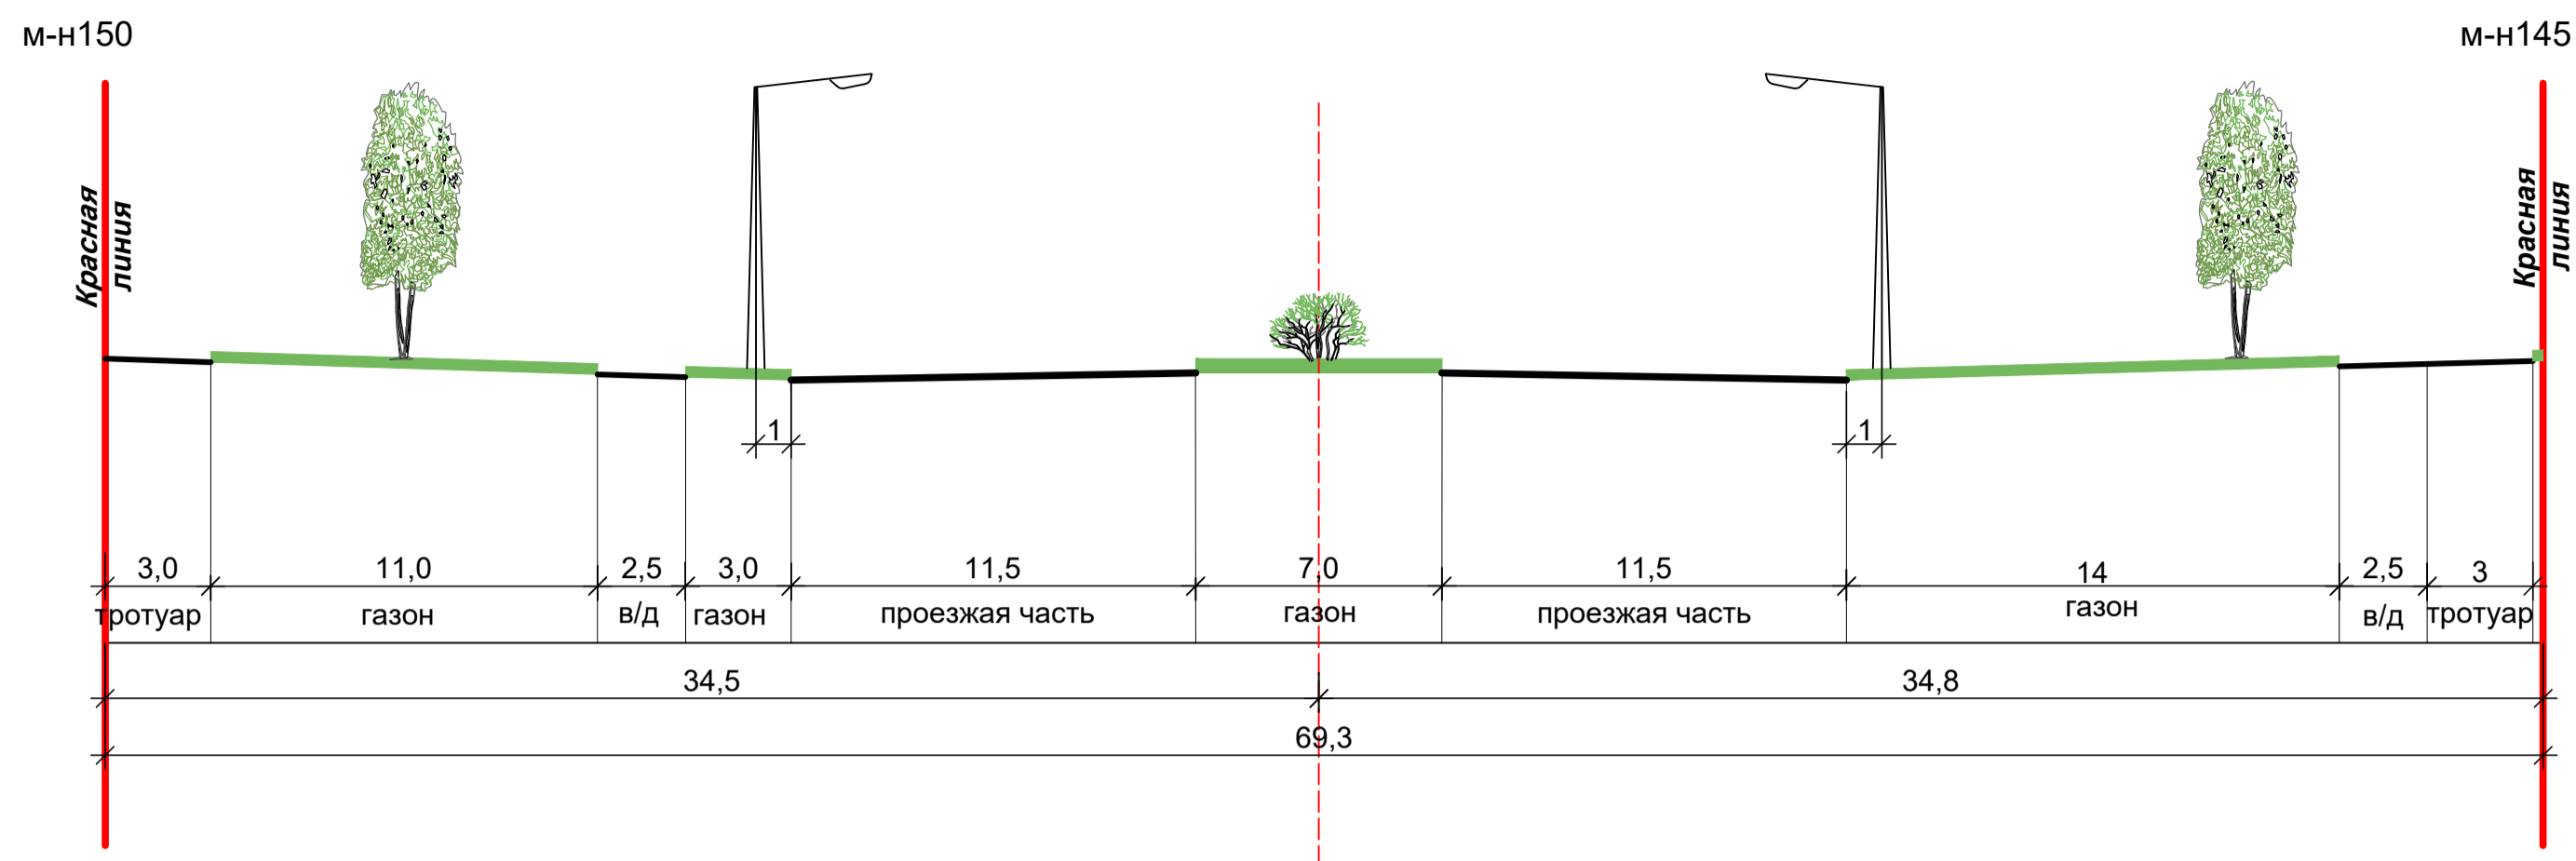 м-н150
м-н145
Красная
линия
Красная
линия
1
1
3,0
11,0
2,5
3,0
11,5
7,0
11,5
14
2,5
3
тротуар
газон
в/д
газон
проезжая часть
газон
проезжая часть
газон
в/д
тротуар
34,5
34,8
69,3